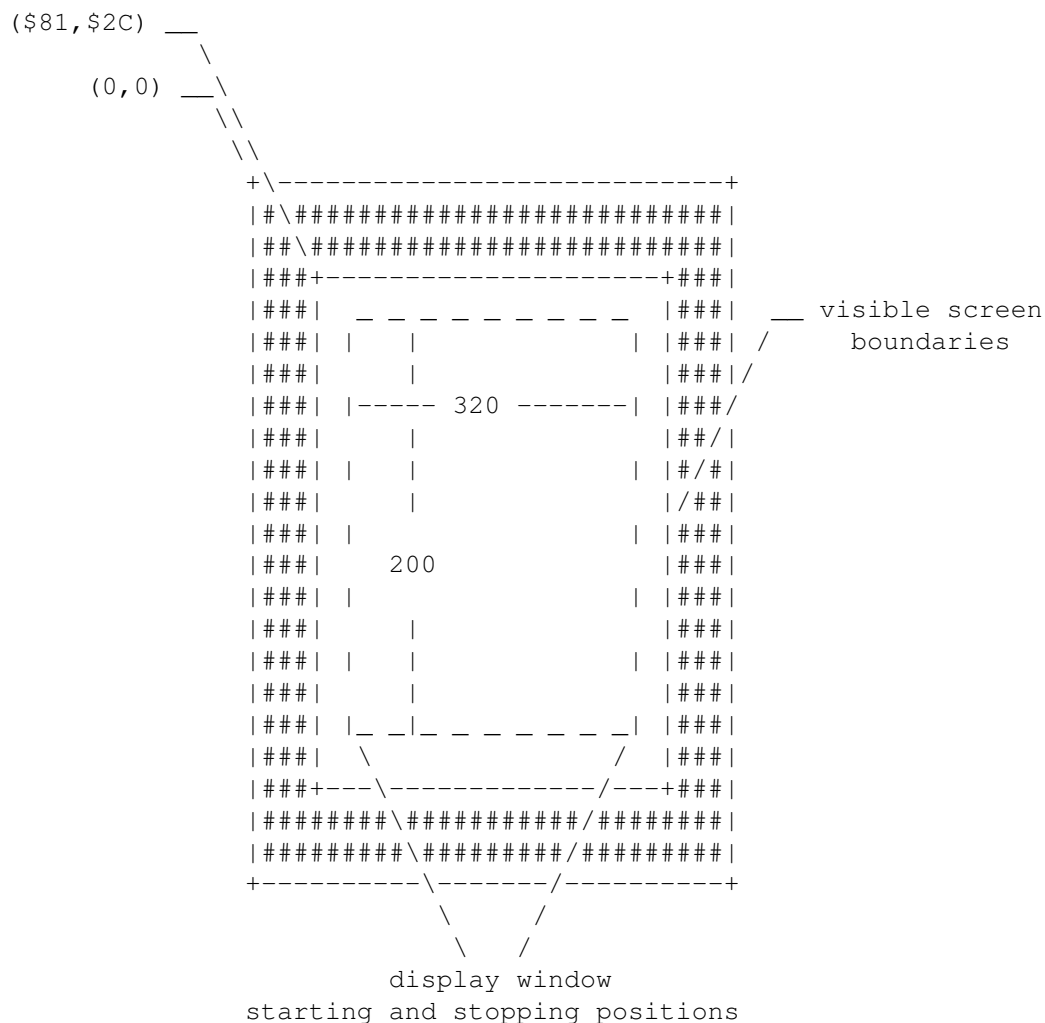 ($81,$2C)
(0,0)
visible screen
boundaries
320
200
display window
starting and stopping positions